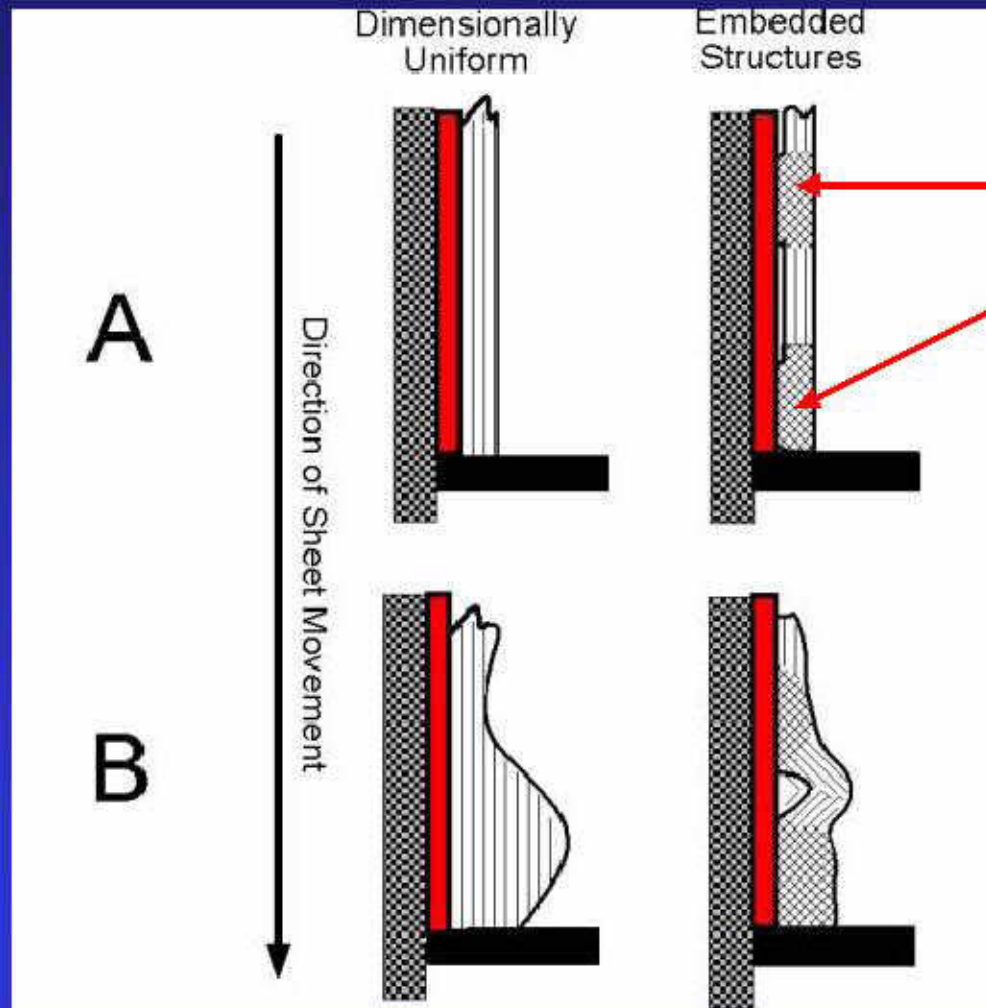 Dimensionally
Uniform
Embedded
Structures
A
Direction of Sheet Movement
B